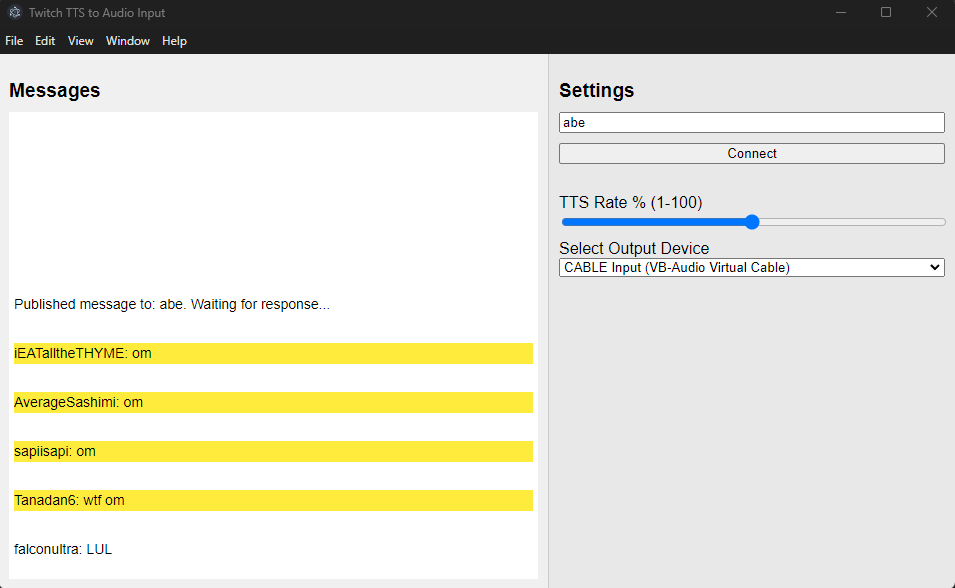 Twitch TTS to Audio Input
File Edit View Window Help
Messages
Published message to: abe. Waiting for response...
iEATalltheTHYME: om
AverageSashimi: om
sapiisapi: om
Tanadan6: wtf om
falconultra: LUL
Settings
abe
Connect
TTS Rate % (1-100)
Select Output Device
CABLE Input (VB-Audio Virtual Cable)